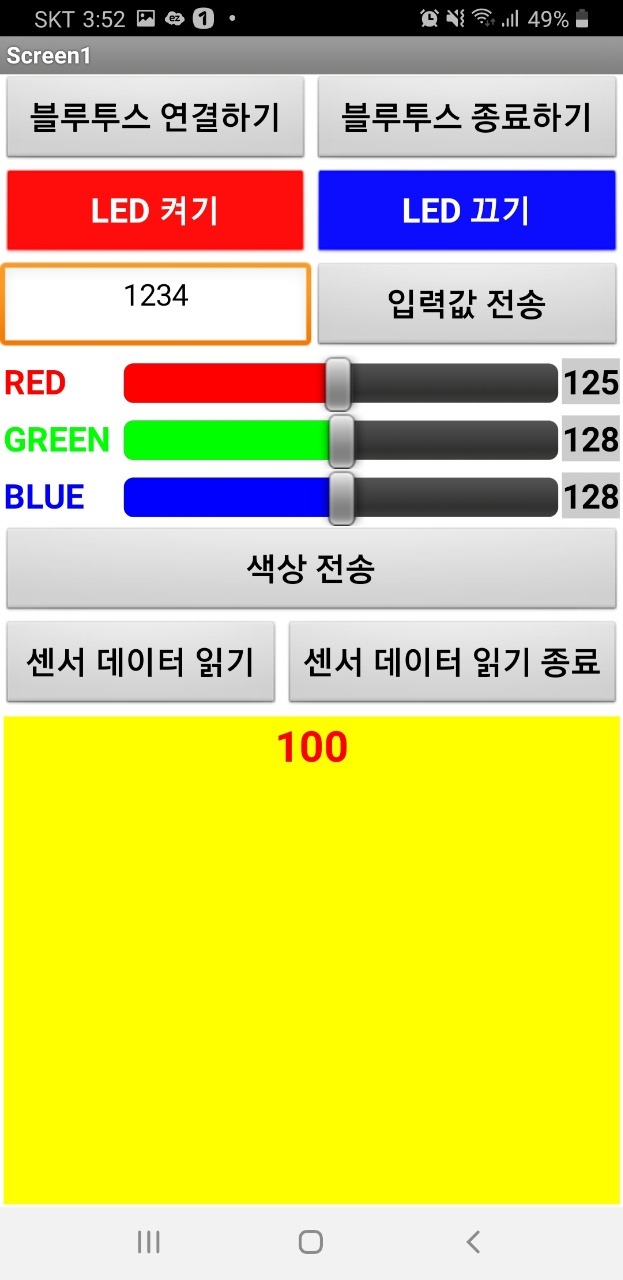 SKT 3:52 ez 1 49%
Screen1
블루투스 연결하기 블루투스 종료하기
LED 켜기 LED 끄기
1234 입력값 전송
RED 125
GREEN 128
BLUE 128
색상 전송
센서 데이터 읽기 센서 데이터 읽기 종료
100